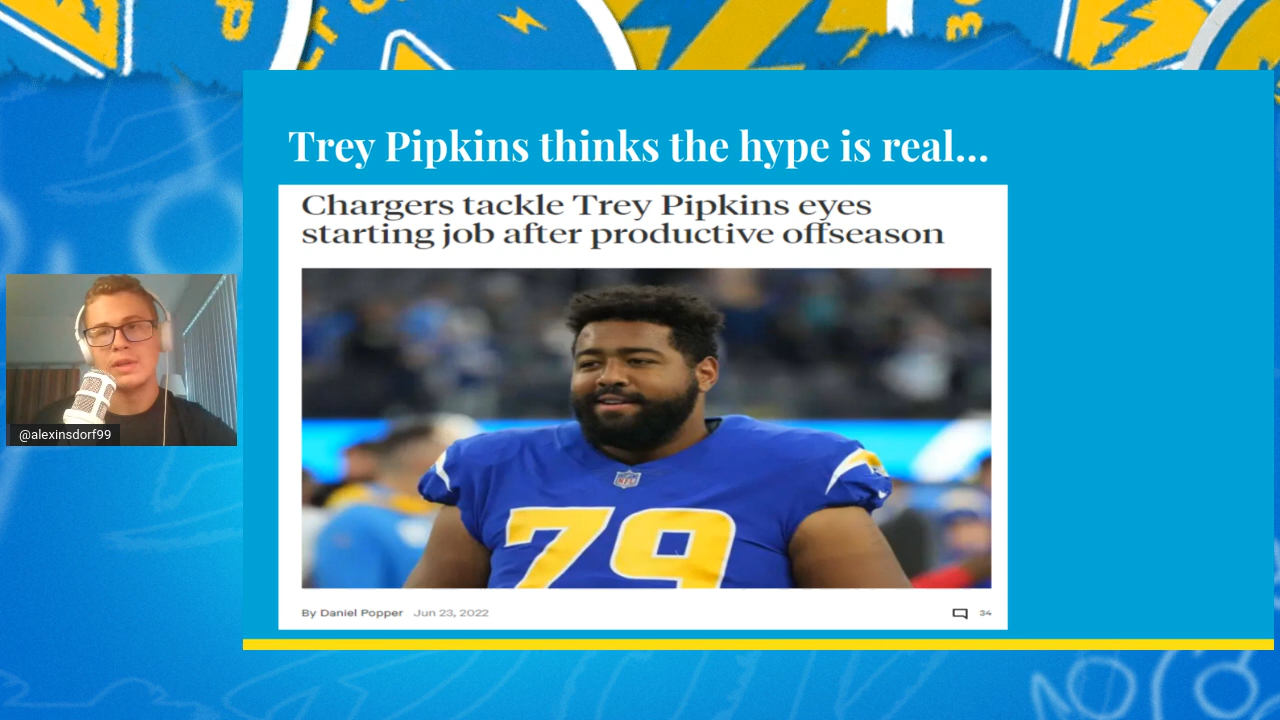 Trey Pipkins thinks the hype is real...
Chargers tackle Trey Pipkins eyes
starting job after productive offseason
NFL
79
By Daniel Popper Jun 23, 2022
34
@alexinsdorf99